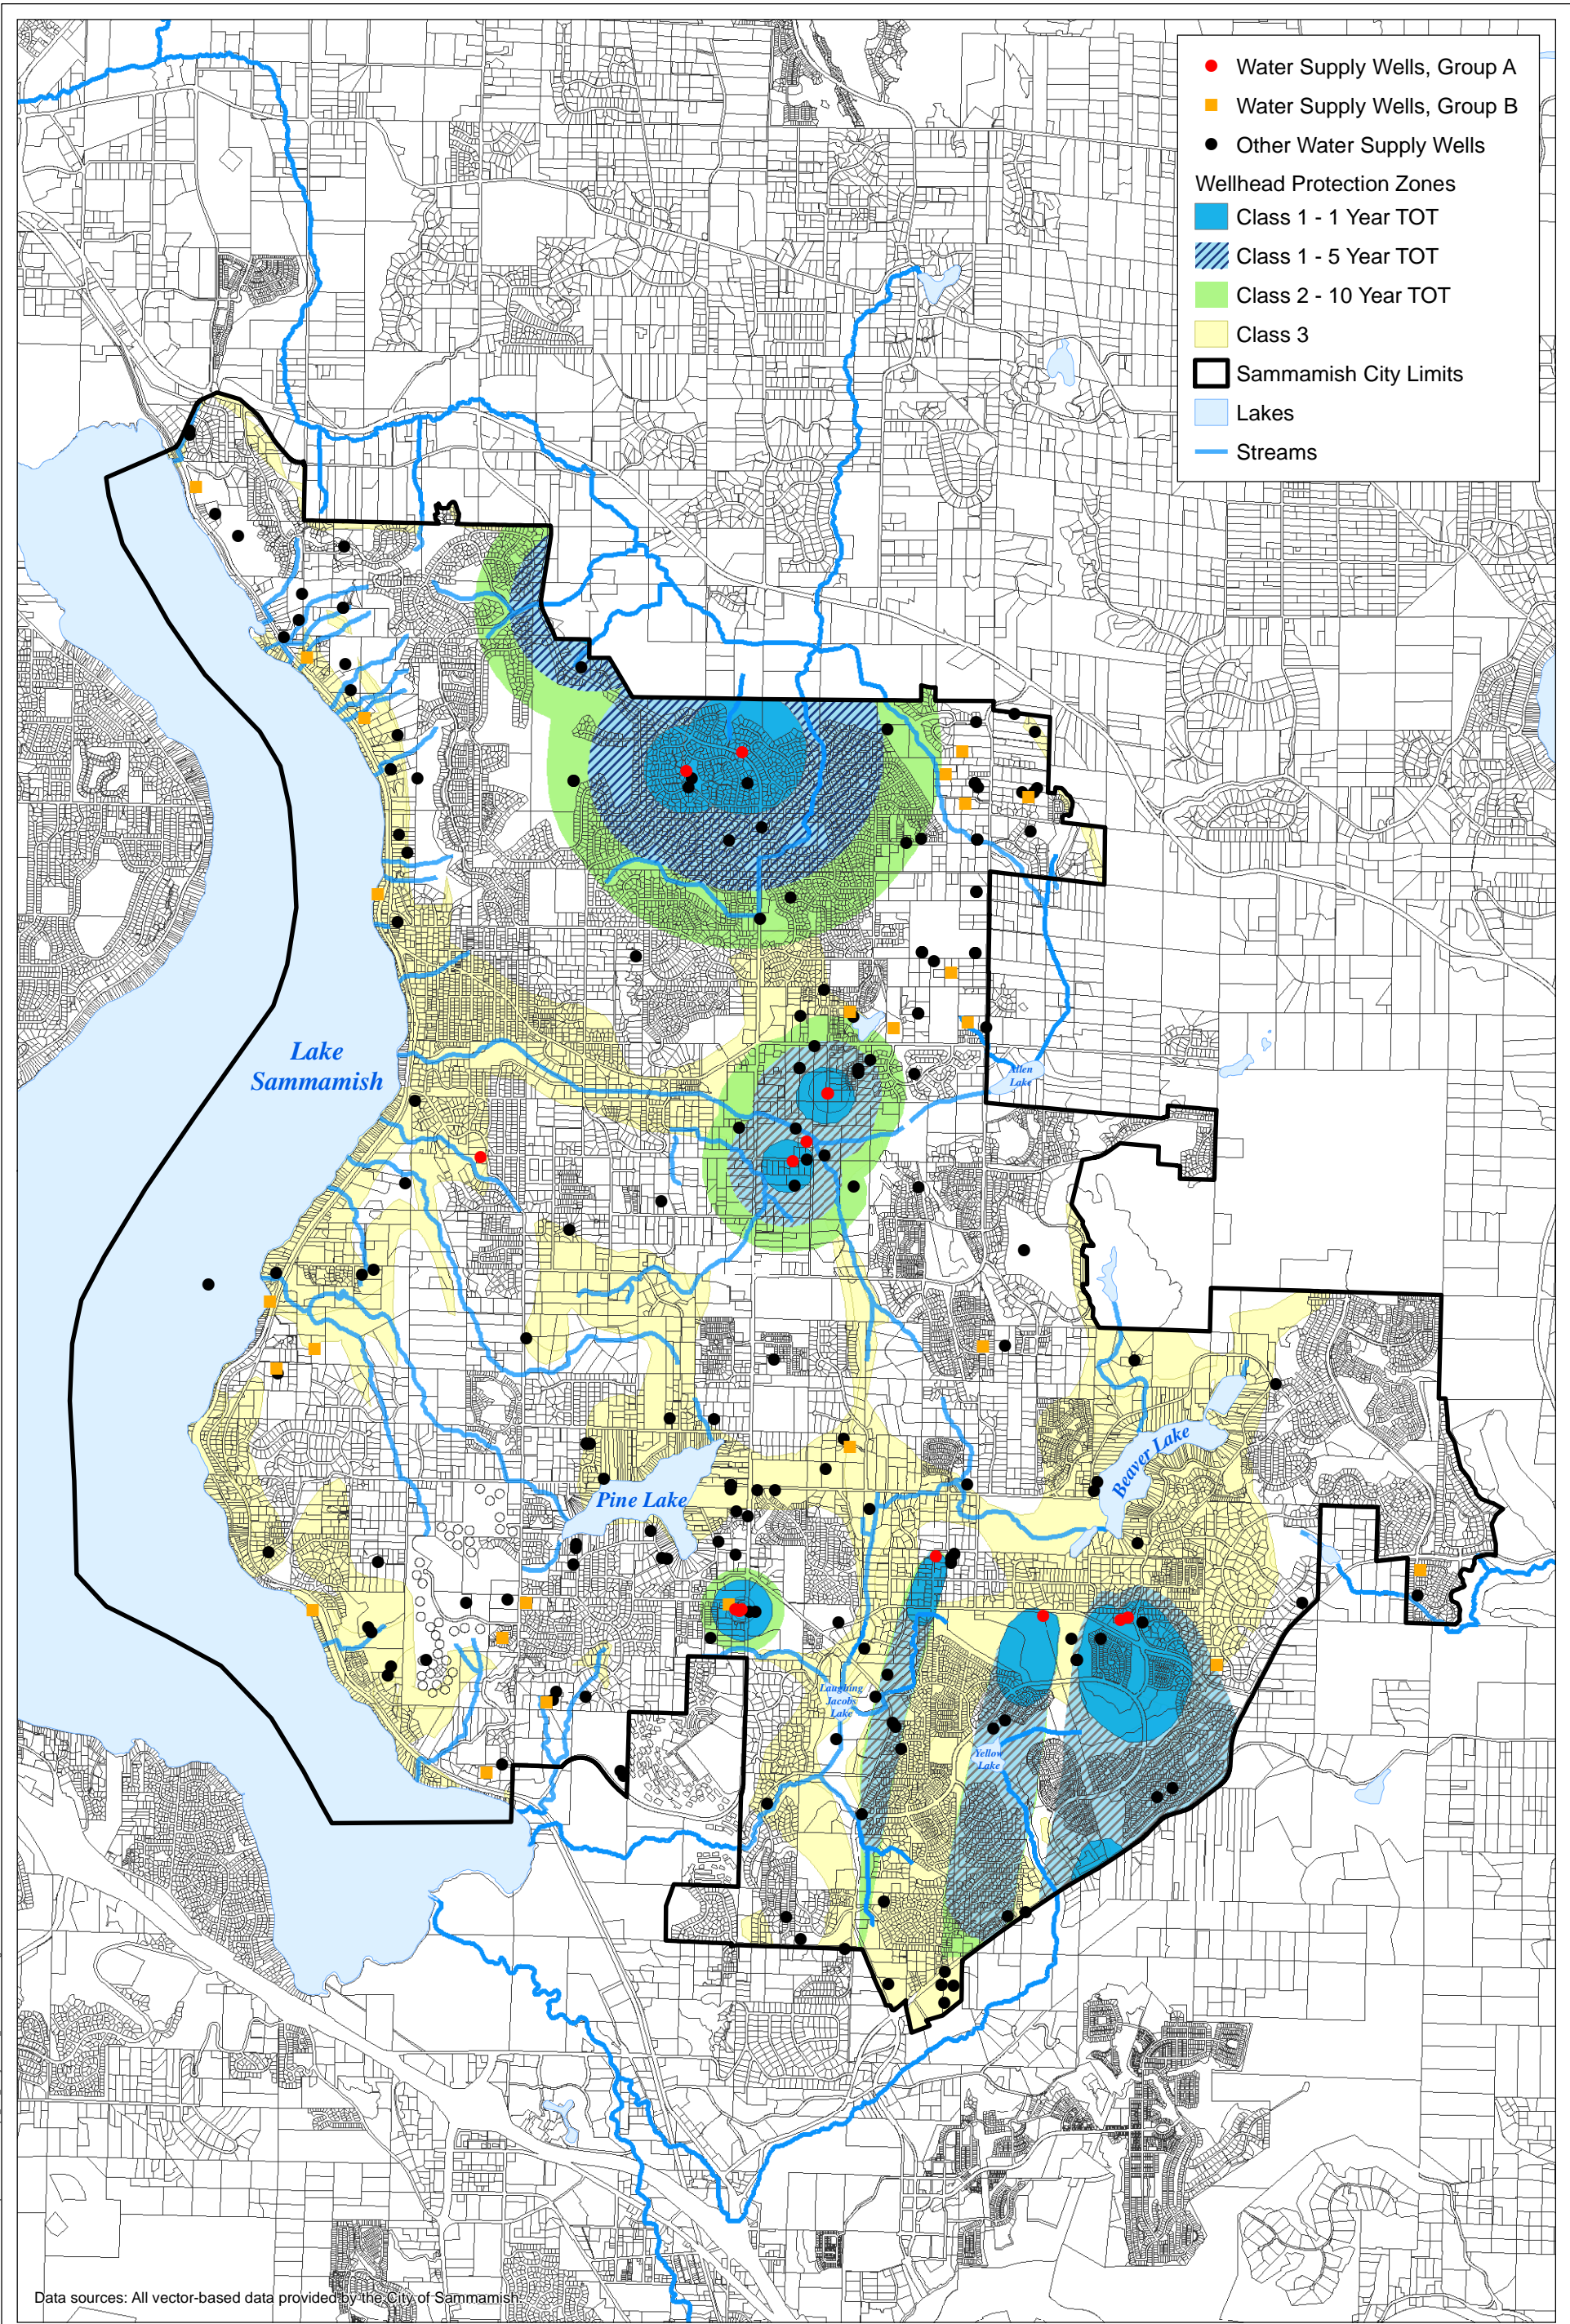 Water Supply Wells, Group A
Water Supply Wells, Group B
Other Water Supply Wells
Wellhead Protection Zones
Class 1 - 1 Year TOT
Class 1 - 5 Year TOT
Class 2 - 10 Year TOT
Class 3
Sammamish City Limits
Lakes
Streams
Lake
Sammamish
Allen
Lake
Beaver Lake
Pine Lake
Laughing
Jacobs
Lake
Yellow
Lake
Data sources: All vector-based data provided by the City of Sammamish.